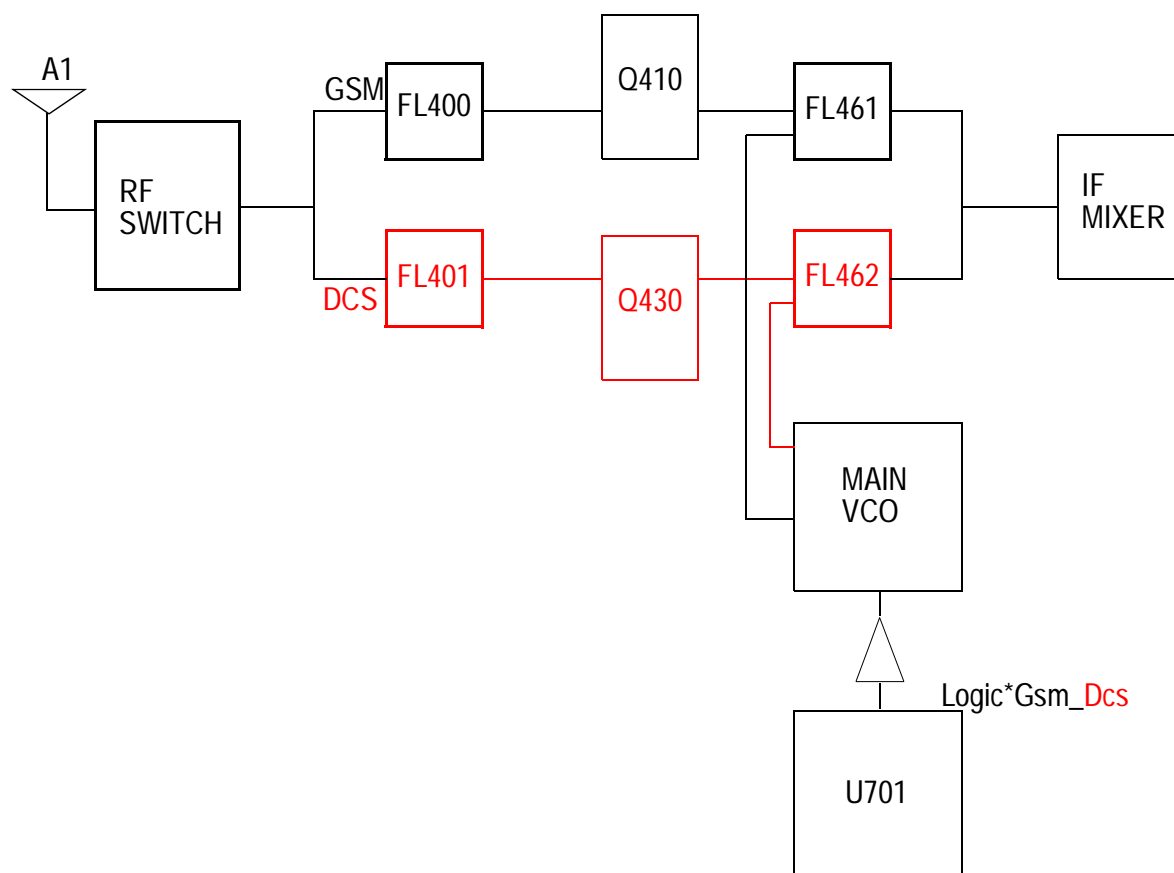 A1
GSM
FL400
Q410
FL461
RF
SWITCH
IF
MIXER
DCS
FL401
Q430
FL462
MAIN
VCO
Logic*Gsm_Dcs
U701